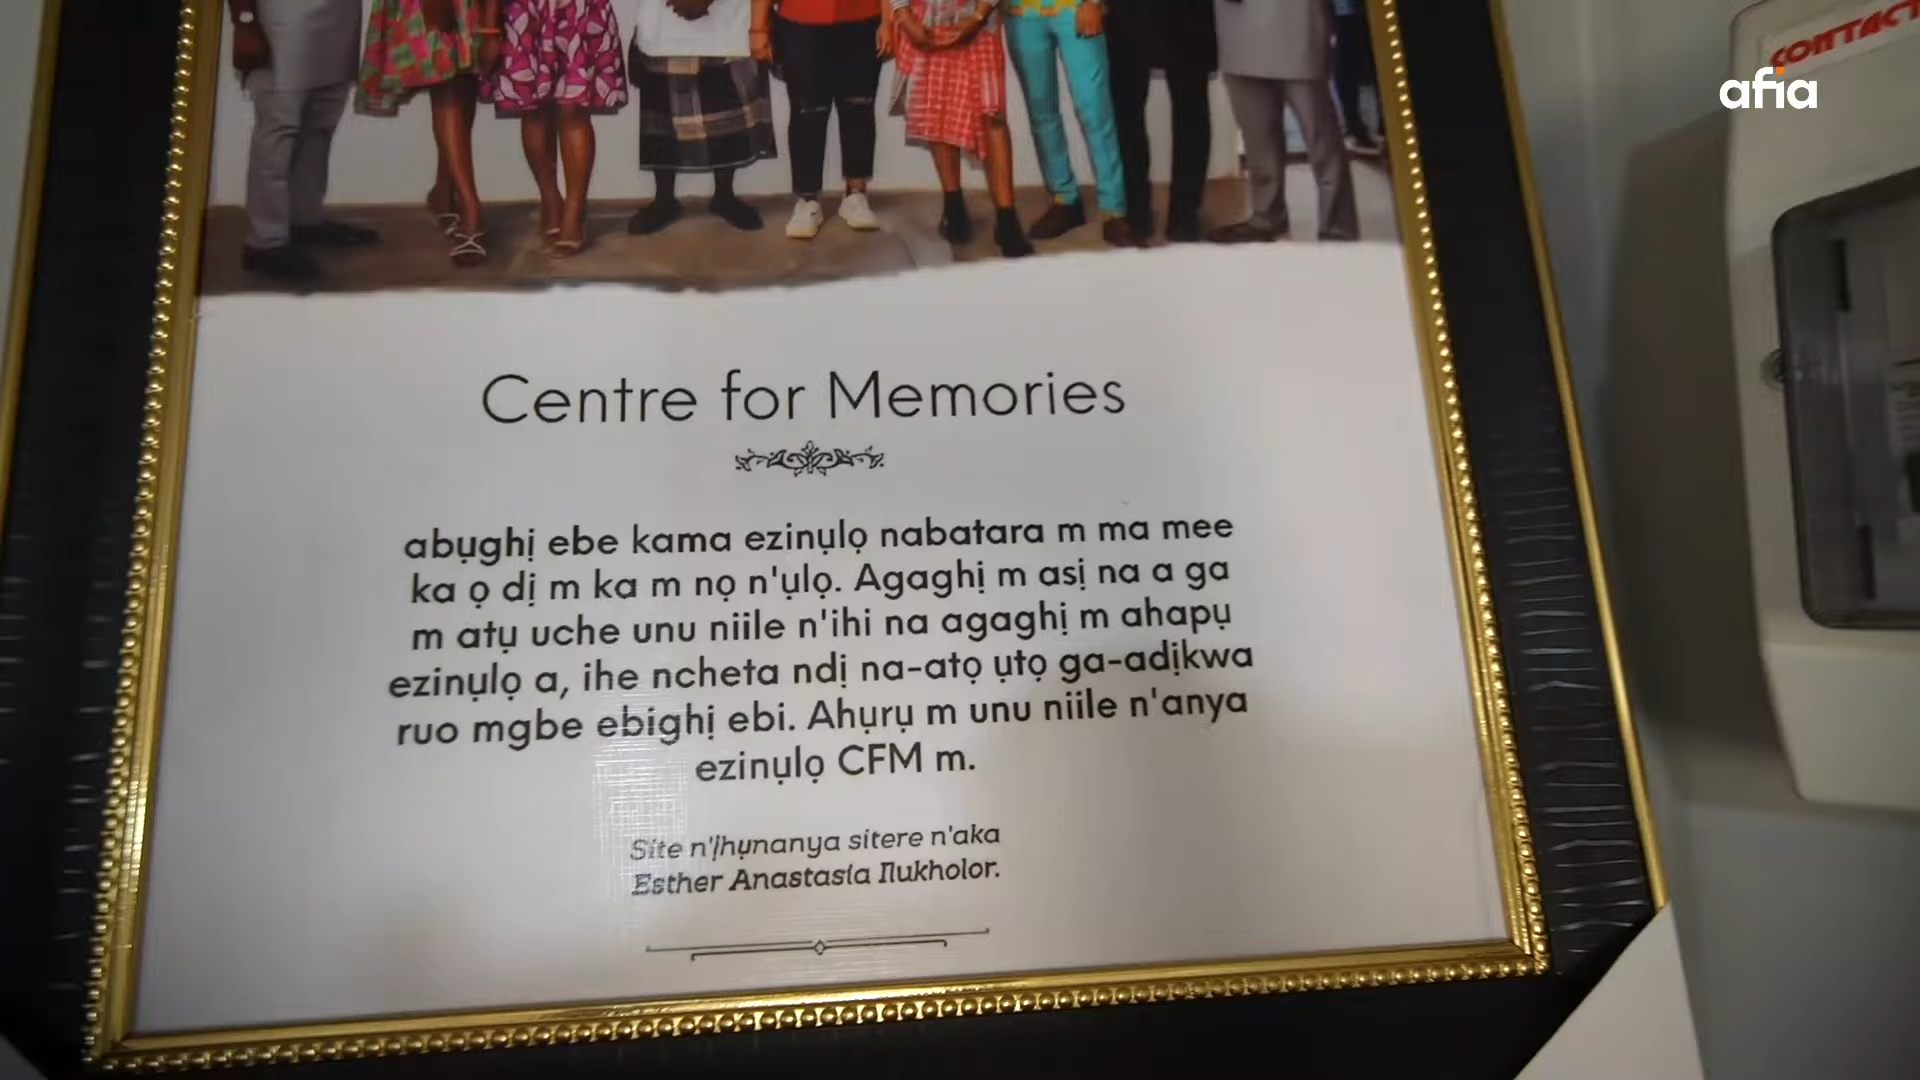 CONTACT
afia
Centre for Memories
abụghị ebe kama ezinụlọ nabatara m ma mee
ka ọ dị m ka m nọ n'ụlọ. Agaghị m asị na a ga
m atụ uche unu niile n'ihi na agaghị m ahapụ
ezinụlọ a, ihe ncheta ndị na-atọ ụtọ ga-adịkwa
ruo mgbe ebighị ebi. Ahụrụ m unu niile n'anya
ezinụlọ CFM m.
Site n'Ịhụnanya sitere n'aka
Esther Anastasia Ilukholor.